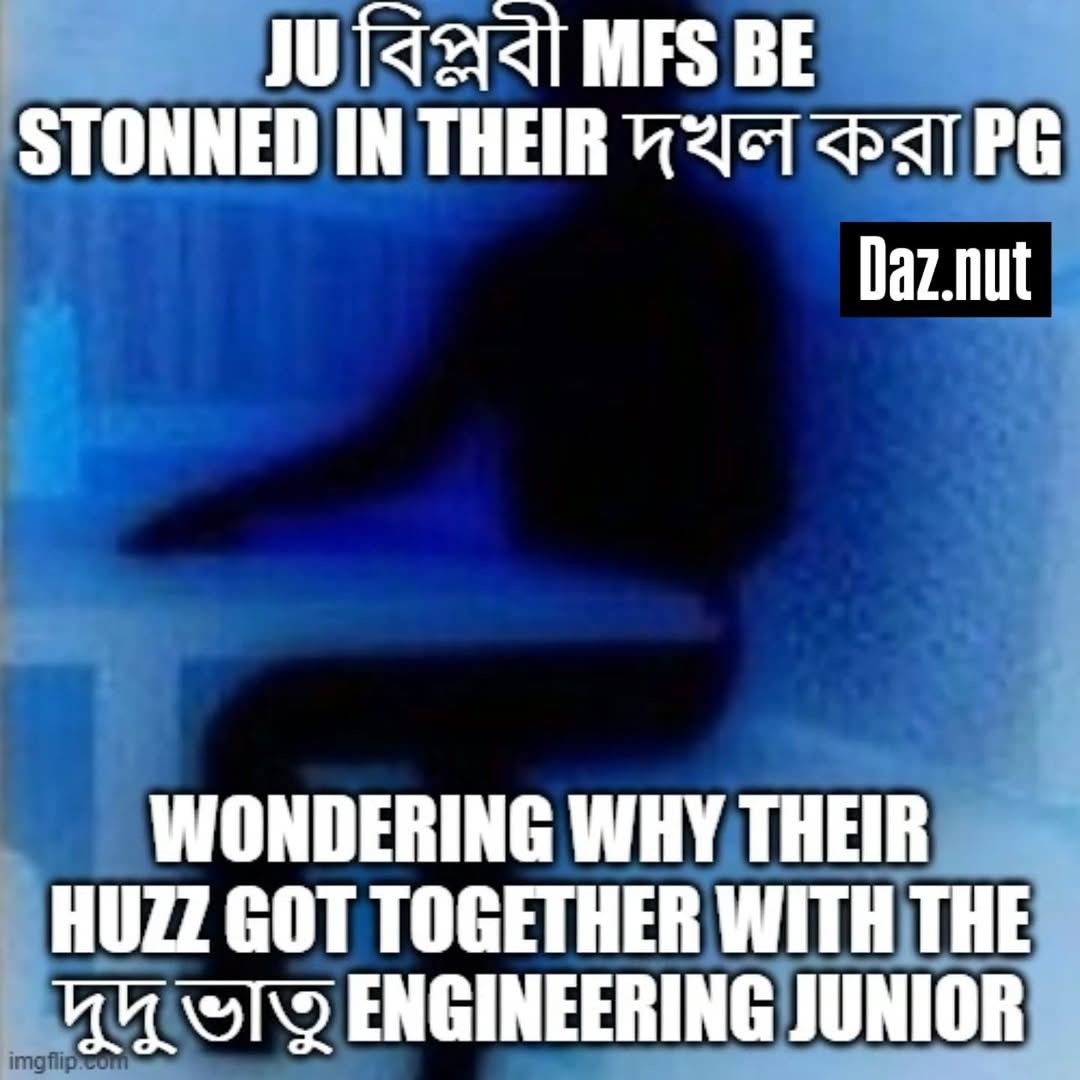 JU বিপ্লবী MFS BE
STONNED IN THEIR দখল করা PG
Daz.nut
WONDERING WHY THEIR
HUZZ GOT TOGETHER WITH THE
দুদু ভাতু ENGINEERING JUNIOR
imgflip.com